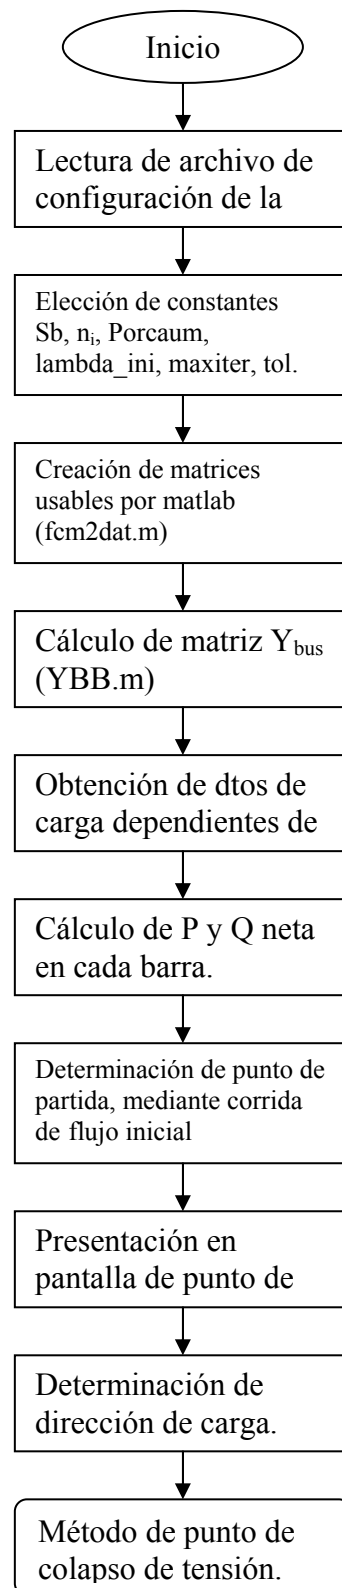 Inicio
Lectura de archivo de
configuración de la
Elección de constantes
Sb, nᵢ, Porcaum,
lambda_ini, maxiter, tol.
Creación de matrices
usables por matlab
(fcm2dat.m)
Cálculo de matriz Y_bus
(YBB.m)
Obtención de dtos de
carga dependientes de
Cálculo de P y Q neta
en cada barra.
Determinación de punto de
partida, mediante corrida
de flujo inicial
Presentación en
pantalla de punto de
Determinación de
dirección de carga.
Método de punto de
colapso de tensión.